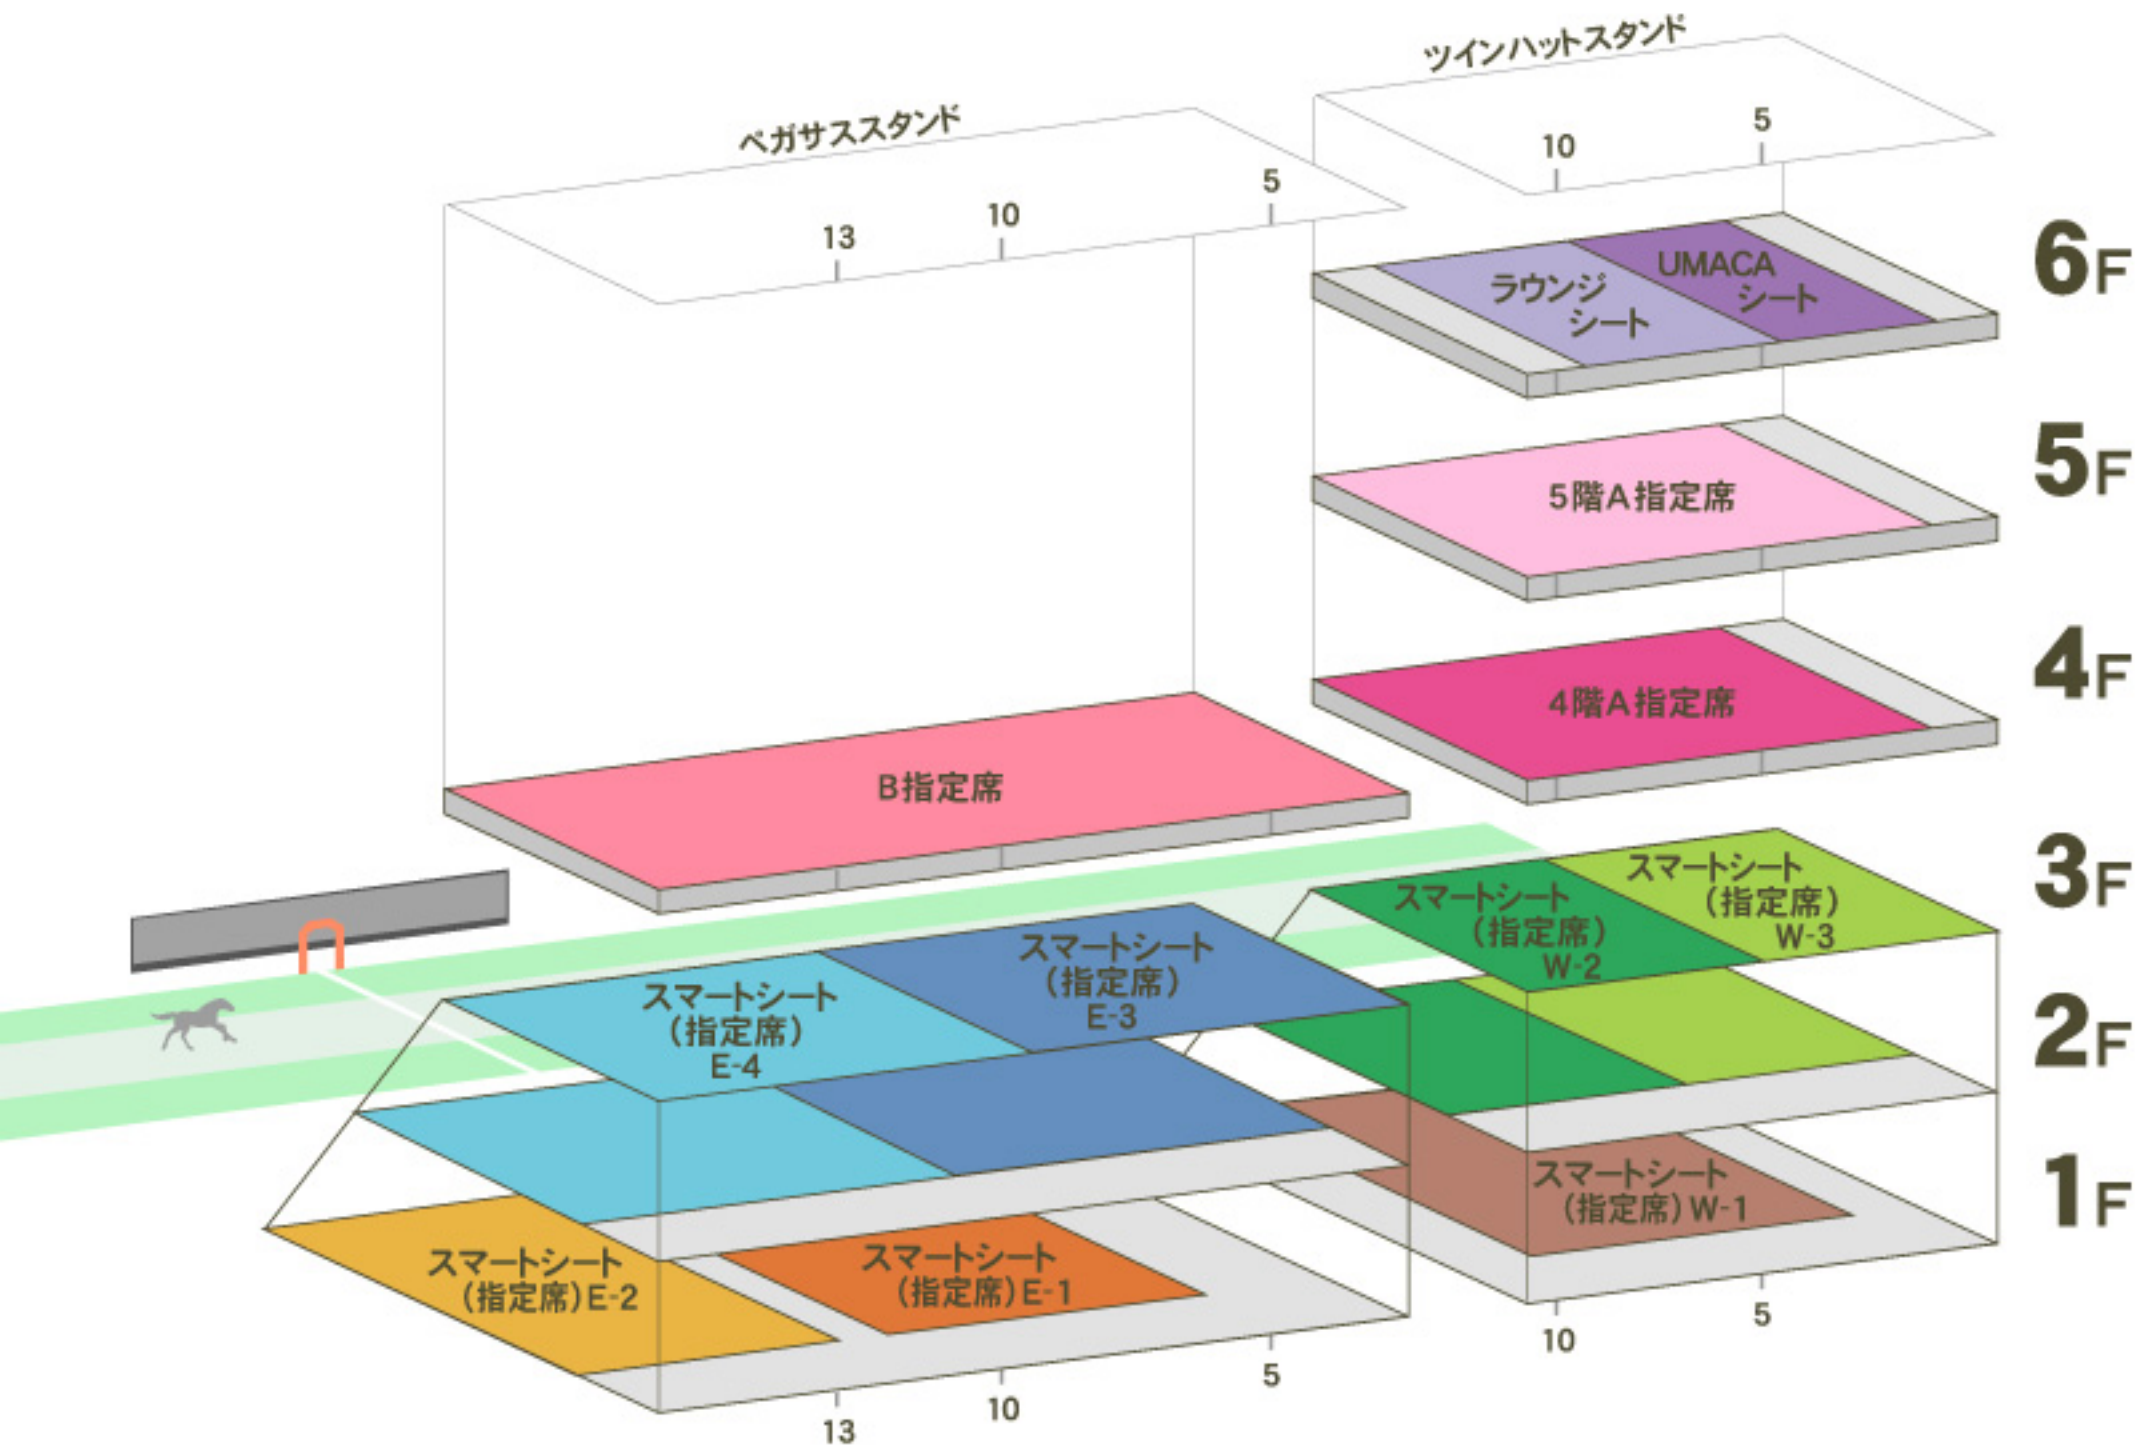 ツインハットスタンド
ペガサススタンド
10
5
13
10
5
6F
ラウンジ
シート
UMACA
シート
5F
5階A指定席
4F
4階A指定席
B指定席
3F
スマートシート
(指定席)
W-3
スマートシート
(指定席)
W-2
スマートシート
(指定席)
E-3
スマートシート
(指定席)
E-4
2F
1F
スマートシート
(指定席)W-1
スマートシート
(指定席)E-2
スマートシート
(指定席)E-1
13
10
5
10
5